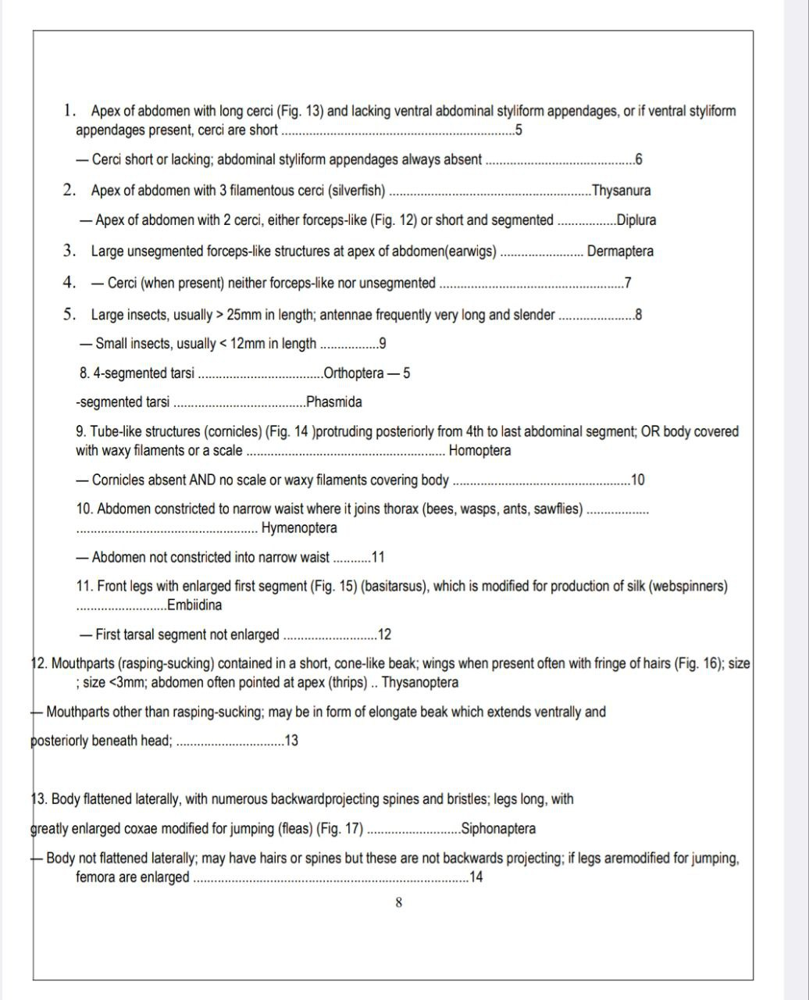 1. Apex of abdomen with long cerci (Fig. 13) and lacking ventral abdominal styliform appendages, or if ventral styliform
appendages present, cerci are short ....................................................................5
— Cerci short or lacking; abdominal styliform appendages always absent ...........................................6
2. Apex of abdomen with 3 filamentous cerci (silverfish) ..........................................................Thysanura
— Apex of abdomen with 2 cerci, either forceps-like (Fig. 12) or short and segmented .................Diplura
3. Large unsegmented forceps-like structures at apex of abdomen(earwigs) ........................ Dermaptera
4. — Cerci (when present) neither forceps-like nor unsegmented .....................................................7
5. Large insects, usually > 25mm in length; antennae frequently very long and slender ......................8
— Small insects, usually < 12mm in length .................9
8. 4-segmented tarsi ....................................Orthoptera — 5
-segmented tarsi ......................................Phasmida
9. Tube-like structures (cornicles) (Fig. 14 )protruding posteriorly from 4th to last abdominal segment; OR body covered
with waxy filaments or a scale ......................................................... Homoptera
— Cornicles absent AND no scale or waxy filaments covering body ...................................................10
10. Abdomen constricted to narrow waist where it joins thorax (bees, wasps, ants, sawflies) ..................
.................................................... Hymenoptera
— Abdomen not constricted into narrow waist ...........11
11. Front legs with enlarged first segment (Fig. 15) (basitarsus), which is modified for production of silk (webspinners)
..........................Embiidina
— First tarsal segment not enlarged ...........................12
12. Mouthparts (rasping-sucking) contained in a short, cone-like beak; wings when present often with fringe of hairs (Fig. 16); size
; size <3mm; abdomen often pointed at apex (thrips) .. Thysanoptera
— Mouthparts other than rasping-sucking; may be in form of elongate beak which extends ventrally and
posteriorly beneath head; ...............................13
13. Body flattened laterally, with numerous backwardprojecting spines and bristles; legs long, with
greatly enlarged coxae modified for jumping (fleas) (Fig. 17) ...........................Siphonaptera
— Body not flattened laterally; may have hairs or spines but these are not backwards projecting; if legs aremodified for jumping,
femora are enlarged ...............................................................................14
8